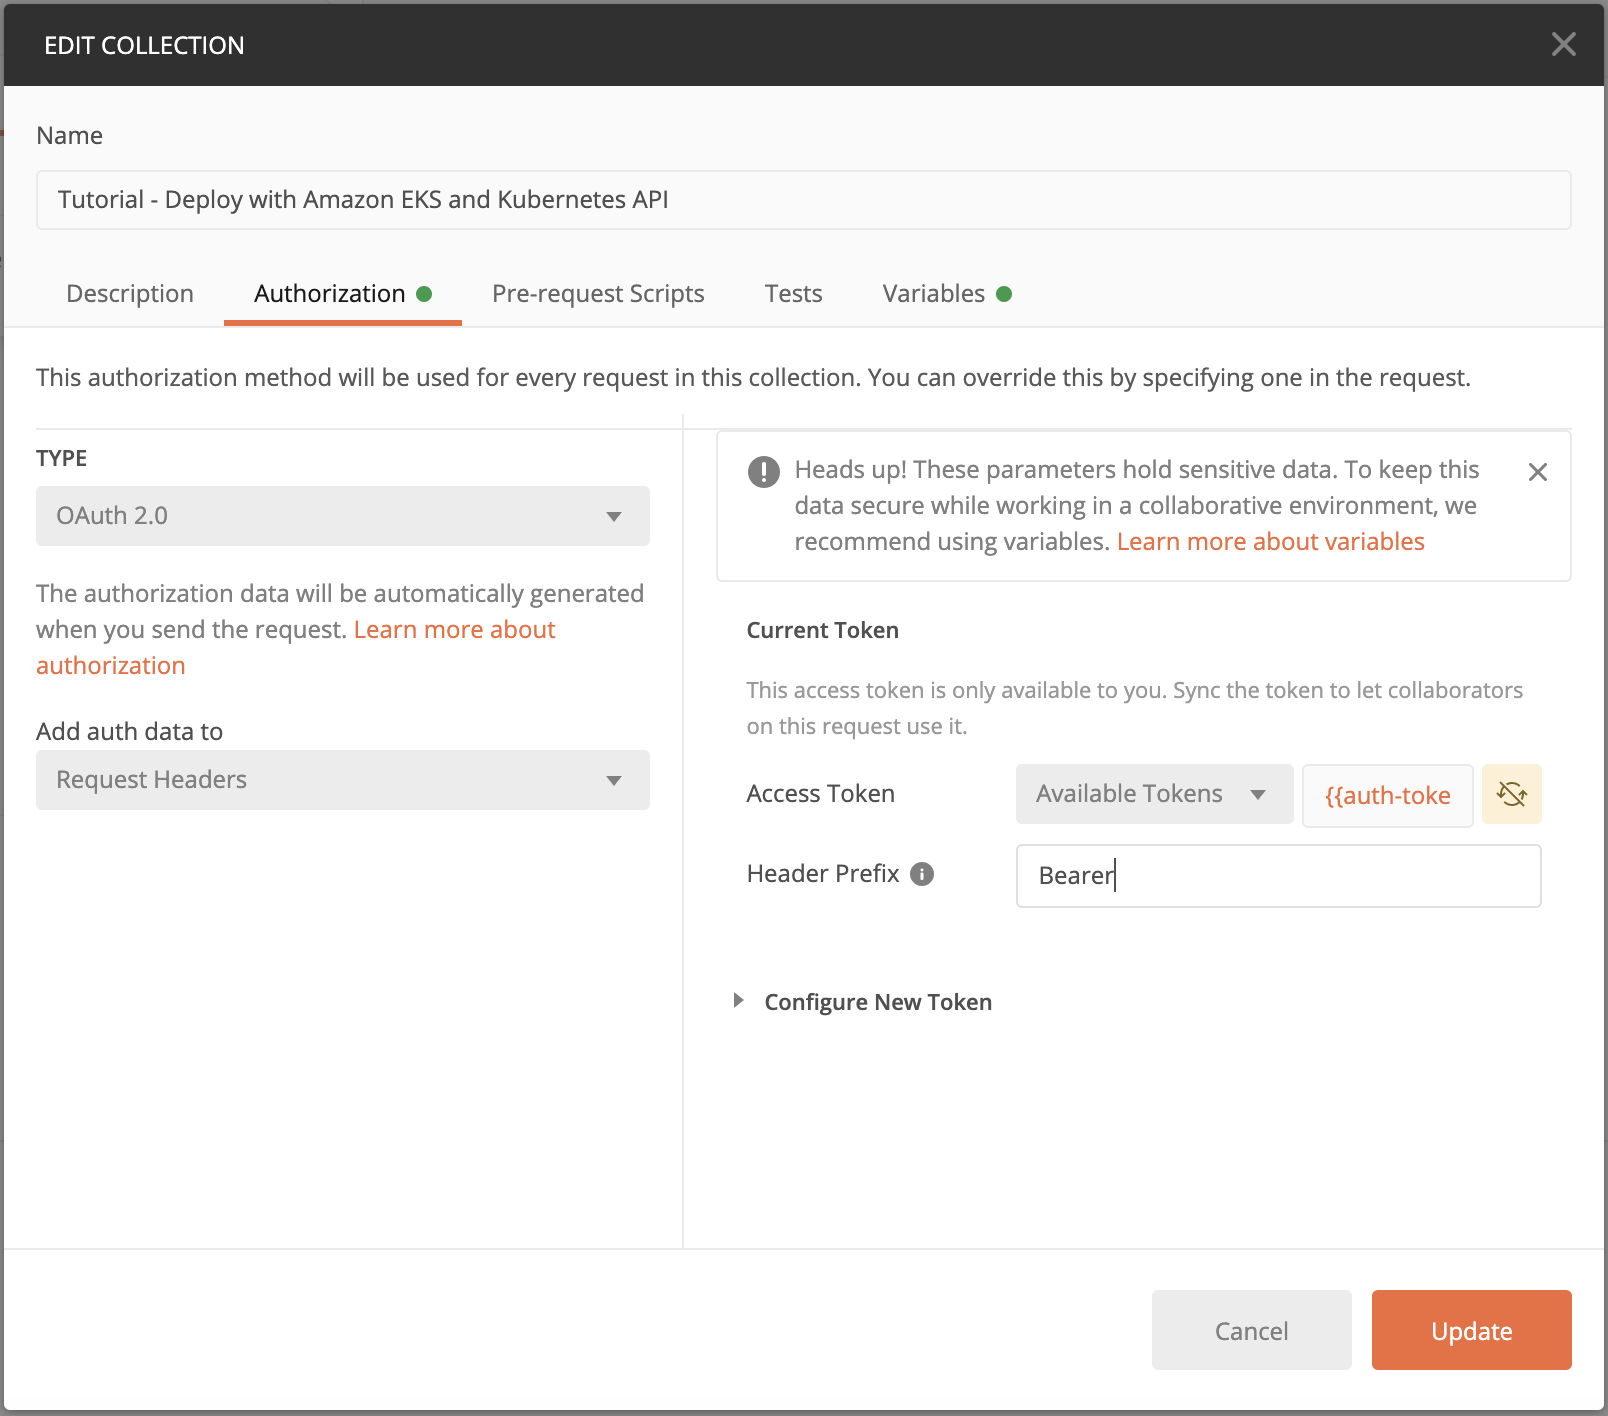 EDIT COLLECTION
Name
Tutorial - Deploy with Amazon EKS and Kubernetes API
Description
Authorization
Pre-request Scripts
Tests
Variables
This authorization method will be used for every request in this collection. You can override this by specifying one in the request.
TYPE
OAuth 2.0
The authorization data will be automatically generated
when you send the request. Learn more about
authorization
Add auth data to
Request Headers
Heads up! These parameters hold sensitive data. To keep this
data secure while working in a collaborative environment, we
recommend using variables. Learn more about variables
Current Token
This access token is only available to you. Sync the token to let collaborators
on this request use it.
Access Token
Available Tokens
{{auth-toke
Header Prefix
Bearer
Configure New Token
Cancel
Update